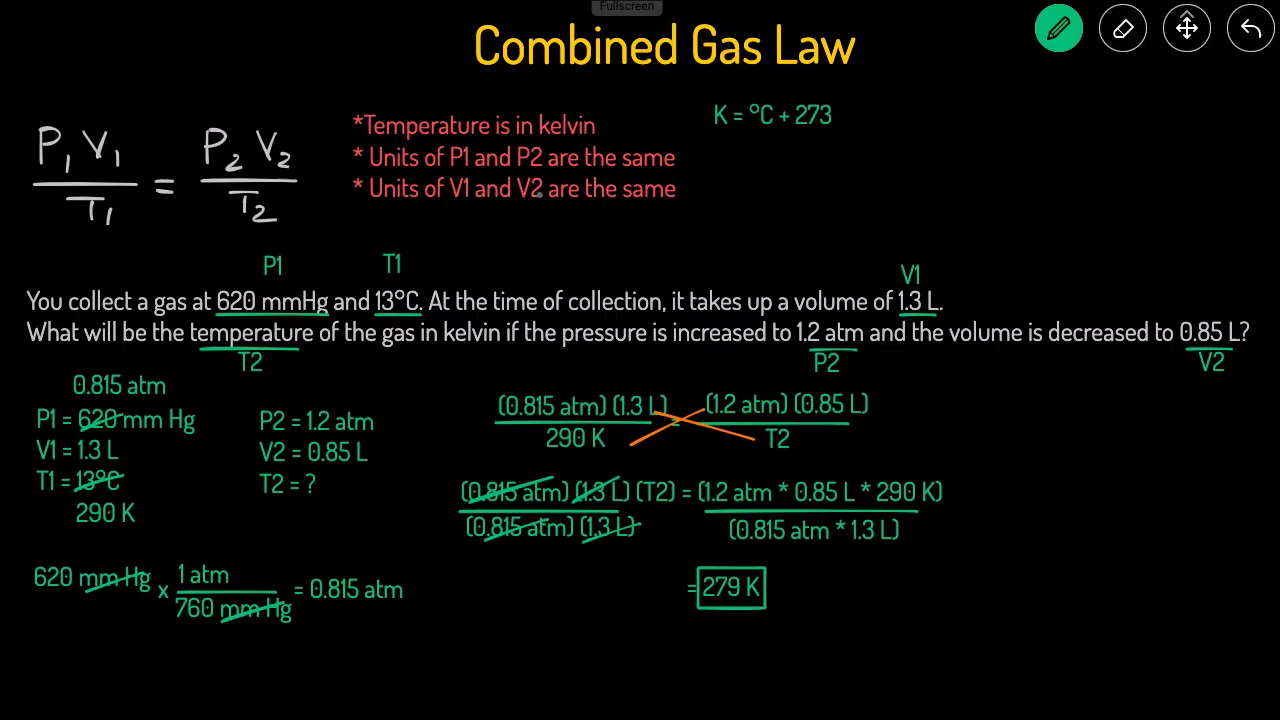 Fullscreen
Combined Gas Law
P1 V1 / T1 = P2 V2 / T2
*Temperature is in kelvin
* Units of P1 and P2 are the same
* Units of V1 and V2 are the same
K = °C + 273
P1
T1
V1
You collect a gas at 620 mmHg and 13°C. At the time of collection, it takes up a volume of 1.3 L.
What will be the temperature of the gas in kelvin if the pressure is increased to 1.2 atm and the volume is decreased to 0.85 L?
T2
P2
V2
0.815 atm
P1 = 620 mm Hg
V1 = 1.3 L
T1 = 13°C
290 K
P2 = 1.2 atm
V2 = 0.85 L
T2 = ?
620 mm Hg x 1 atm / 760 mm Hg = 0.815 atm
(0.815 atm) (1.3 L) / 290 K = (1.2 atm) (0.85 L) / T2
(0.815 atm) (1.3 L) (T2) / (0.815 atm) (1.3 L) = (1.2 atm * 0.85 L * 290 K) / (0.815 atm * 1.3 L)
= 279 K